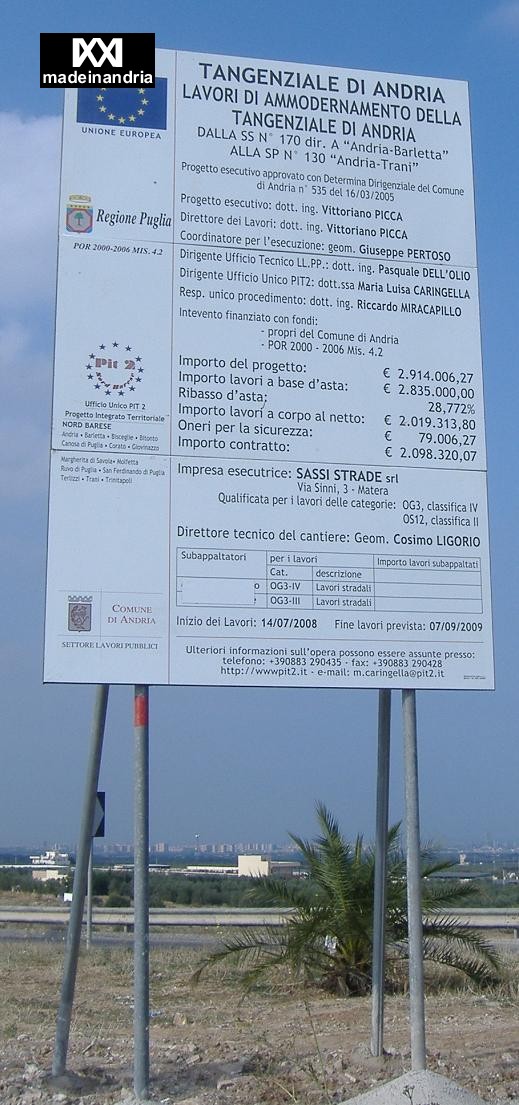 madeinandria
UNIONE EUROPEA
Regione Puglia
POR 2000-2006 MIS. 4.2
Pit 2
Ufficio Unico PIT 2
Progetto Integrato Territoriale
NORD BARESE
Andria • Barletta • Bisceglie • Bitonto
Canosa di Puglia • Corato • Giovinazzo
Margherita di Savoia • Molfetta
Ruvo di Puglia • San Ferdinando di Puglia
Terlizzi • Trani • Trinitapoli
COMUNE
DI ANDRIA
SETTORE LAVORI PUBBLICI
TANGENZIALE DI ANDRIA
LAVORI DI AMMODERNAMENTO DELLA
TANGENZIALE DI ANDRIA
DALLA SS N° 170 dir. A “Andria-Barletta”
ALLA SP N° 130 “Andria-Trani”
Progetto esecutivo approvato con Determina Dirigenziale del Comune
di Andria n° 535 del 16/03/2005
Progetto esecutivo: dott. ing. Vittoriano PICCA
Direttore dei Lavori: dott. ing. Vittoriano PICCA
Coordinatore per l'esecuzione: geom. Giuseppe PERTOSO
Dirigente Ufficio Tecnico LL.PP.: dott. ing. Pasquale DELL'OLIO
Dirigente Ufficio Unico PIT2: dott.ssa Maria Luisa CARINGELLA
Resp. unico procedimento: dott. ing. Riccardo MIRACAPILLO
Intevento finanziato con fondi:
- propri del Comune di Andria
- POR 2000 - 2006 Mis. 4.2
Importo del progetto: € 2.914.006,27
Importo lavori a base d'asta: € 2.835.000,00
Ribasso d'asta; 28,772%
Importo lavori a corpo al netto: € 2.019.313,80
Oneri per la sicurezza: € 79.006,27
Importo contratto: € 2.098.320,07
Impresa esecutrice: SASSI STRADE srl
Via Sinni, 3 - Matera
Qualificata per i lavori delle categorie: OG3, classifica IV
OS12, classifica II
Direttore tecnico del cantiere: Geom. Cosimo LIGORIO
Subappaltatori per i lavori Importo lavori subappaltati
Cat. descrizione
o OG3-IV Lavori stradali
OG3-III Lavori stradali
Inizio dei Lavori: 14/07/2008 Fine lavori prevista: 07/09/2009
Ulteriori informazioni sull'opera possono essere assunte presso:
telefono: +390883 290435 - fax: +390883 290428
http://wwwpit2.it - e-mail: m.caringella@pit2.it